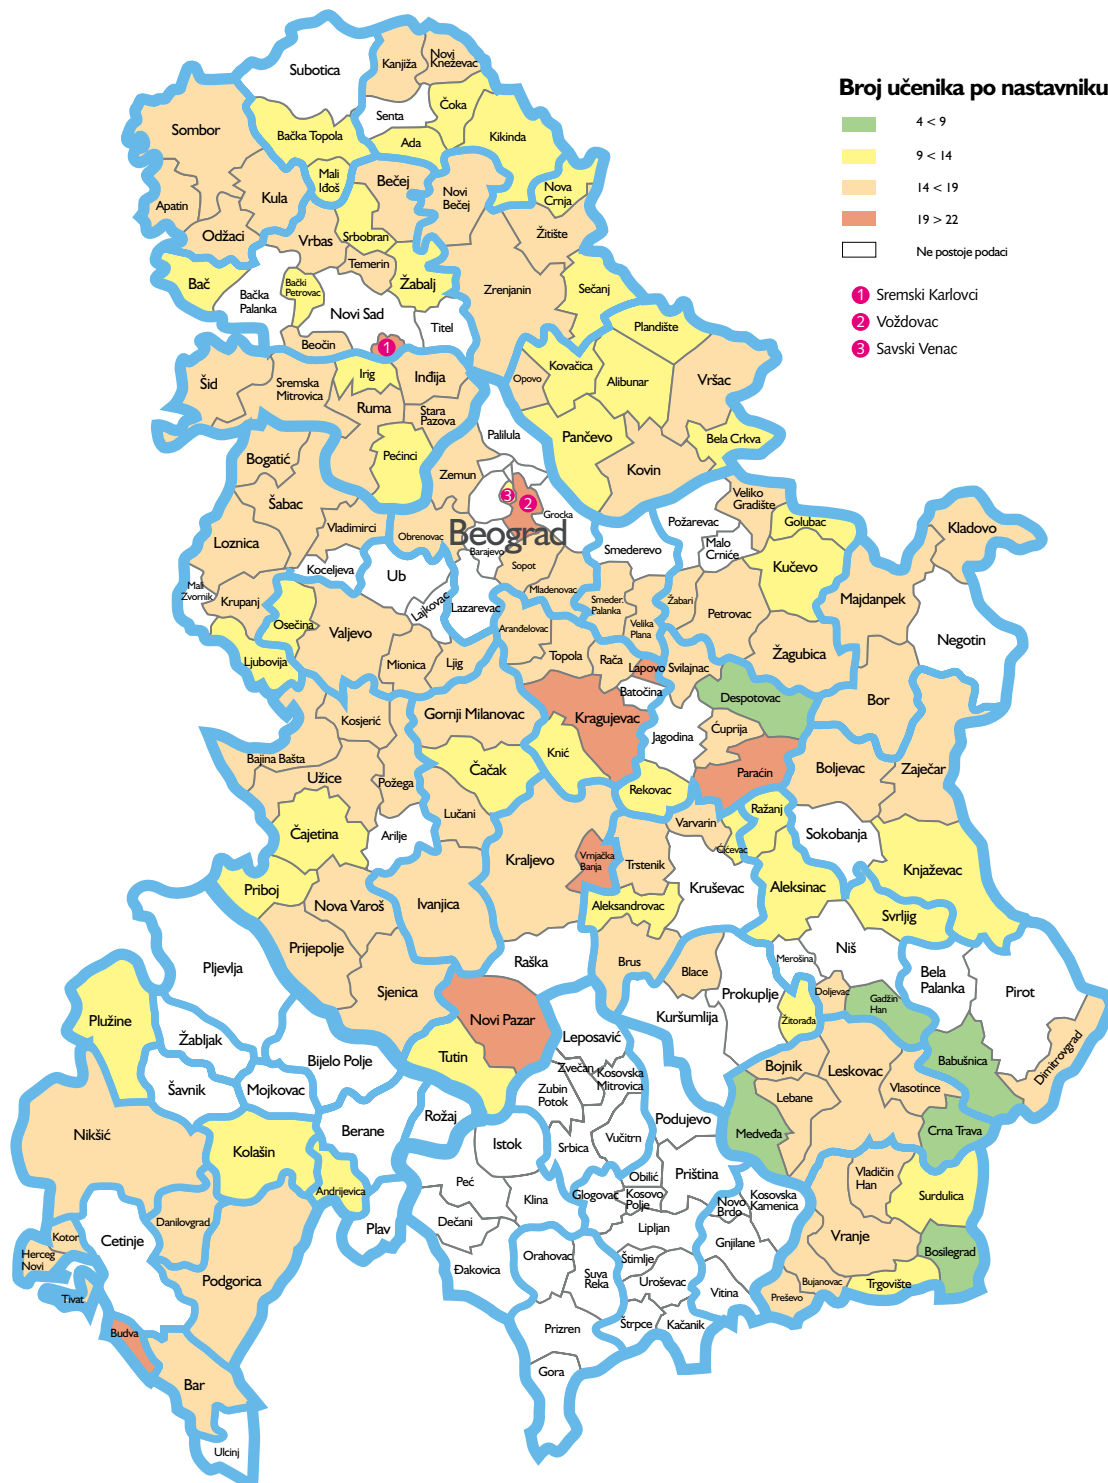 Broj učenika po nastavniku
4 < 9
9 < 14
14 < 19
19 > 22
Ne postoje podaci
1 Sremski Karlovci
2 Voždovac
3 Savski Venac
Subotica
Kanjiža
Novi
Kneževac
Senta
Čoka
Sombor
Bačka Topola
Ada
Kikinda
Mali
Iđoš
Bečej
Novi
Bečej
Nova
Crnja
Apatin
Kula
Odžaci
Vrbas
Srbobran
Žitište
Temerin
Bač
Bačka
Palanka
Bački
Petrovac
Žabalj
Zrenjanin
Sečanj
Novi Sad
Titel
Beočin
1
Plandište
Šid
Sremska
Mitrovica
Irig
Inđija
Opovo
Kovačica
Alibunar
Vršac
Ruma
Stara
Pazova
Palilula
Pančevo
Bela Crkva
Pećinci
Bogatić
Zemun
Kovin
Šabac
3
2
Grocka
Veliko
Gradište
Vladimirci
Obrenovac
Beograd
Požarevac
Golubac
Kladovo
Loznica
Barajevo
Smederevo
Malo
Crniće
Koceljeva
Ub
Sopot
Kučevo
Mali
Zvornik
Krupanj
Lajkovac
Lazarevac
Mladenovac
Smeder.
Palanka
Žabari
Petrovac
Majdanpek
Negotin
Osečina
Valjevo
Aranđelovac
Velika
Plana
Ljubovija
Mionica
Ljig
Topola
Rača
Lapovo
Svilajnac
Žagubica
Batočina
Despotovac
Bor
Kosjerić
Gornji Milanovac
Kragujevac
Jagodina
Ćuprija
Bajina Bašta
Užice
Požega
Čačak
Knić
Paraćin
Boljevac
Zaječar
Rekovac
Ražanj
Čajetina
Arilje
Lučani
Varvarin
Ćićevac
Sokobanja
Kraljevo
Vrnjačka
Banja
Trstenik
Knjaževac
Priboj
Kruševac
Aleksinac
Nova Varoš
Ivanjica
Aleksandrovac
Svrljig
Prijepolje
Niš
Raška
Brus
Blace
Merošina
Bela
Palanka
Pljevlja
Sjenica
Prokuplje
Doljevac
Gadžin
Han
Pirot
Plužine
Novi Pazar
Kuršumlija
Žitorađa
Žabljak
Leposavić
Bijelo Polje
Tutin
Bojnik
Leskovac
Babušnica
Dimitrovgrad
Šavnik
Mojkovac
Zvečan
Kosovska
Mitrovica
Zubin
Potok
Lebane
Vlasotince
Rožaj
Podujevo
Medveđa
Crna Trava
Nikšić
Berane
Istok
Srbica
Vučitrn
Kolašin
Vladičin
Han
Andrijevica
Peć
Klina
Glogovac
Obilić
Kosovo
Polje
Priština
Novo
Brdo
Kosovska
Kamenica
Surdulica
Danilovgrad
Plav
Dečani
Lipljan
Kotor
Cetinje
Gnjilane
Vranje
Herceg
Novi
Đakovica
Orahovac
Štimlje
Bosilegrad
Podgorica
Suva
Reka
Uroševac
Vitina
Preševo
Bujanovac
Trgovište
Tivat
Budva
Prizren
Štrpce
Kačanik
Gora
Bar
Ulcinj